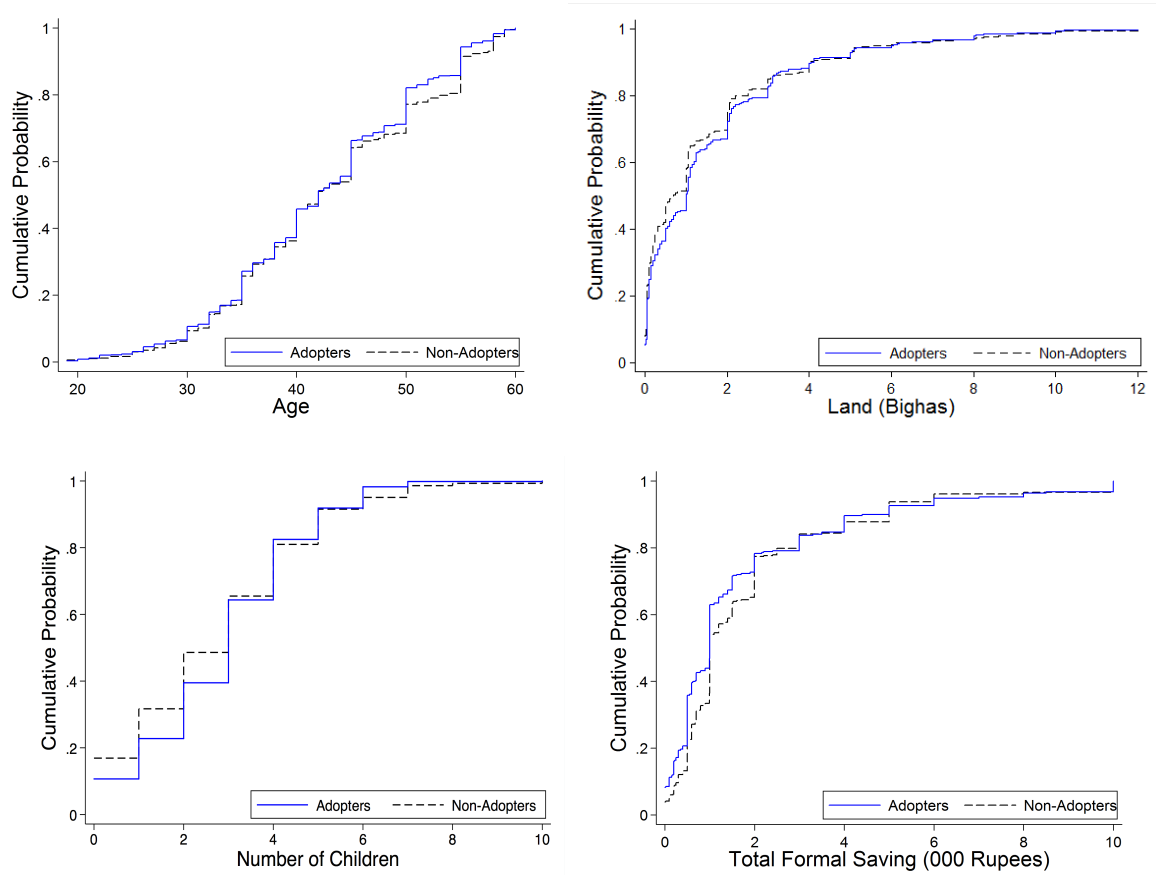 Cumulative Probability
1
.8
.6
.4
.2
0
Adopters Non-Adopters
20 30 40 50 60
Age
Cumulative Probability
1
.8
.6
.4
.2
0
Adopters Non-Adopters
0 2 4 6 8 10 12
Land (Bighas)
Cumulative Probability
1
.8
.6
.4
.2
0
Adopters Non-Adopters
0 2 4 6 8 10
Number of Children
Cumulative Probability
1
.8
.6
.4
.2
0
Adopters Non-Adopters
0 2 4 6 8 10
Total Formal Saving (000 Rupees)